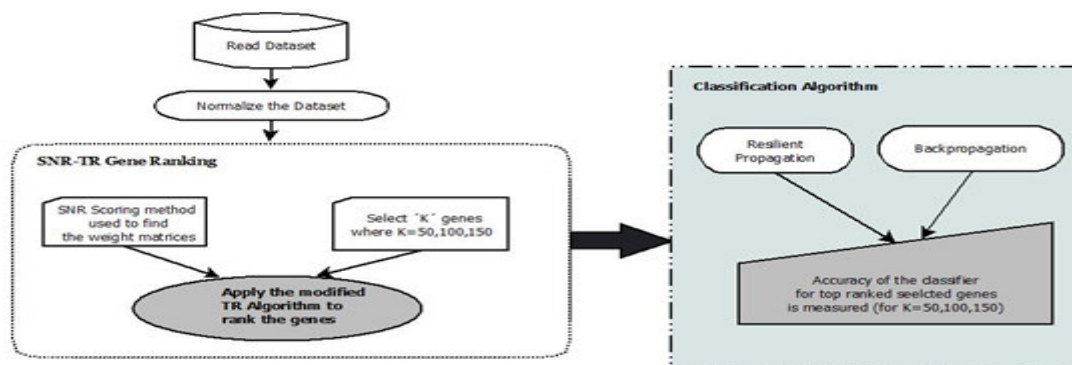 Read Dataset
Normalize the Dataset
SNR-TR Gene Ranking
SNR Scoring method
used to find
the weight matrices
Select ´K´ genes
where K=50,100,150
Apply the modified
TR Algorithm to
rank the genes
Classification Algorithm
Resilient
Propagation
Backpropagation
Accuracy of the classifier
for top ranked seelcted genes
is measured (for K=50,100,150)